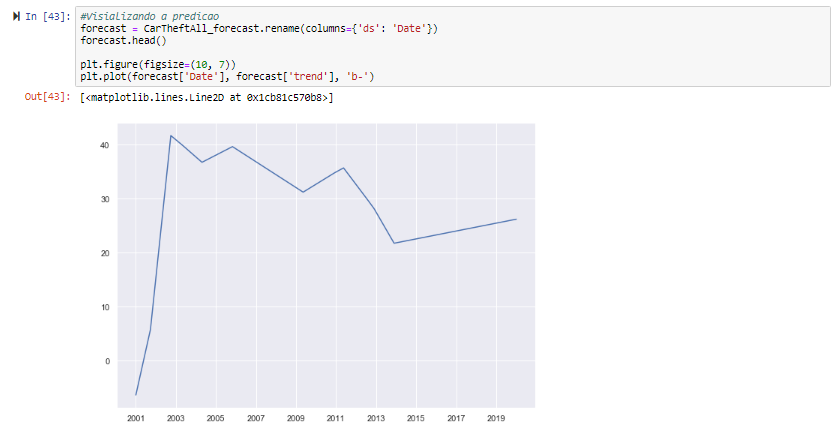 In [43]: #Visializando a predicao
forecast = CarTheftAll_forecast.rename(columns={'ds': 'Date'})
forecast.head()
plt.figure(figsize=(10, 7))
plt.plot(forecast['Date'], forecast['trend'], 'b-')
Out[43]: [<matplotlib.lines.Line2D at 0x1cb81c570b8>]
40
30
20
10
0
2001 2003 2005 2007 2009 2011 2013 2015 2017 2019